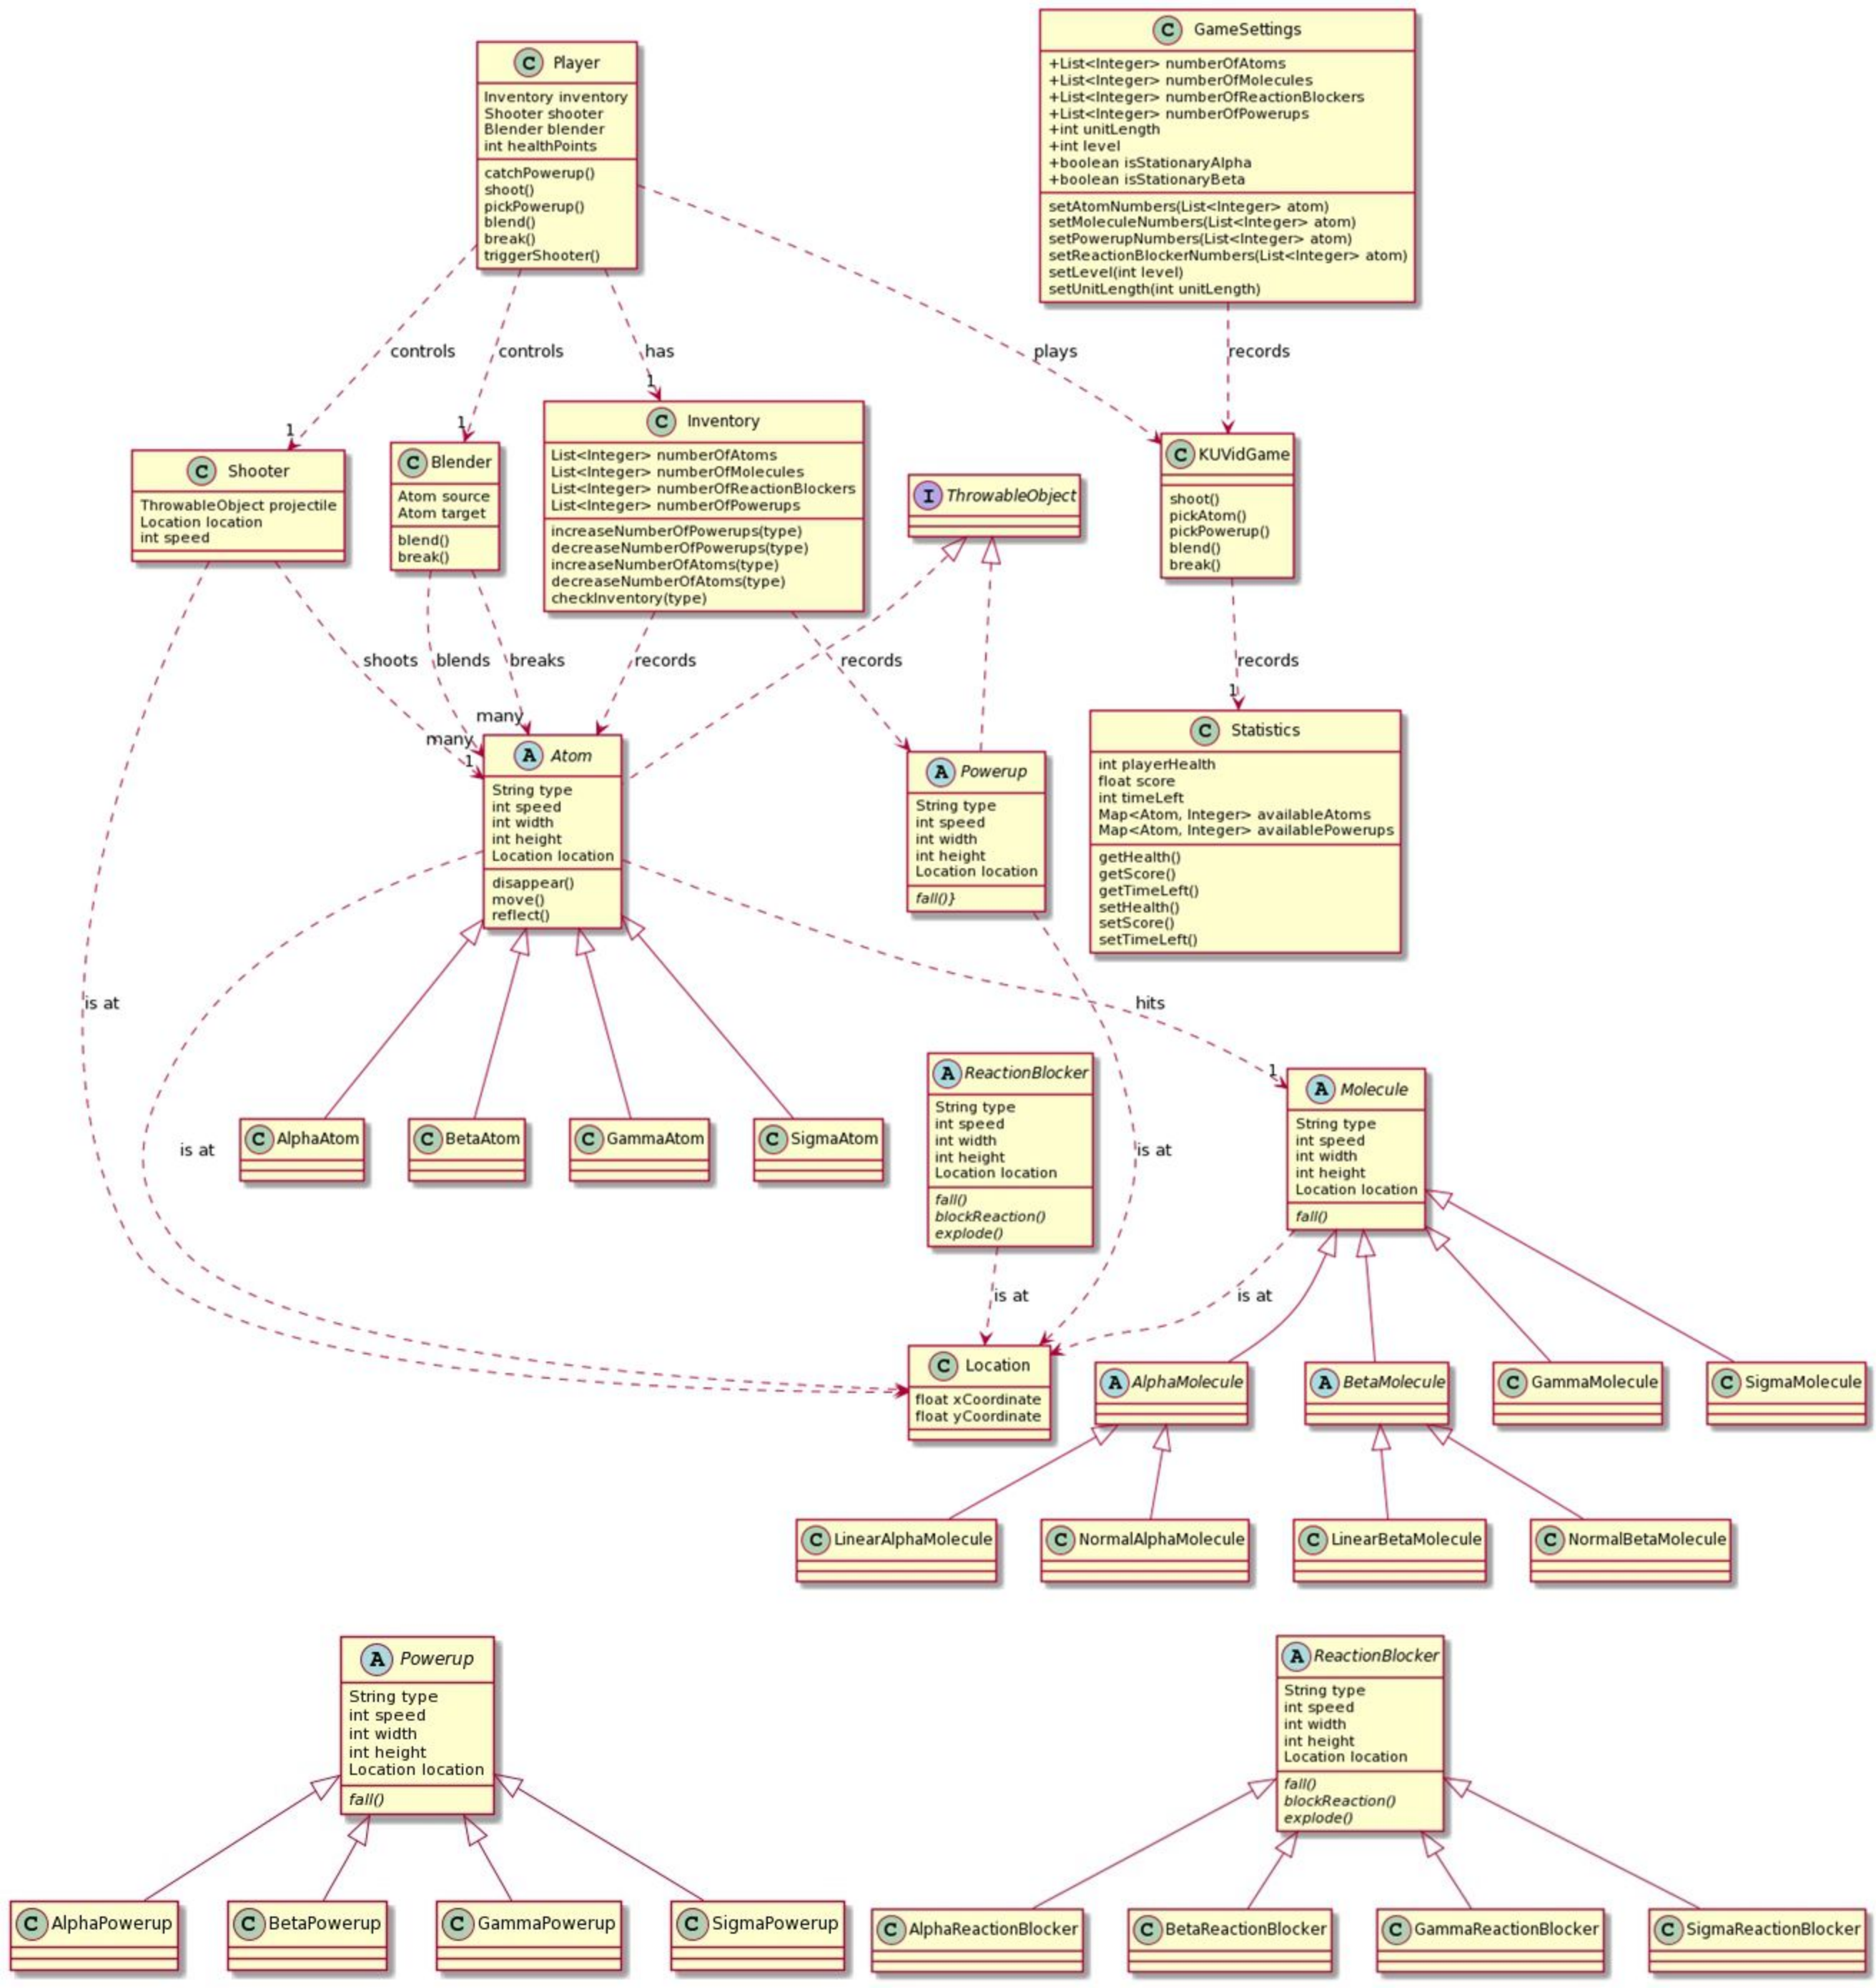 C Player
Inventory inventory
Shooter shooter
Blender blender
int healthPoints
catchPowerup()
shoot()
pickPowerup()
blend()
break()
triggerShooter()
C GameSettings
+List<Integer> numberOfAtoms
+List<Integer> numberOfMolecules
+List<Integer> numberOfReactionBlockers
+List<Integer> numberOfPowerups
+int unitLength
+int level
+boolean isStationaryAlpha
+boolean isStationaryBeta
setAtomNumbers(List<Integer> atom)
setMoleculeNumbers(List<Integer> atom)
setPowerupNumbers(List<Integer> atom)
setReactionBlockerNumbers(List<Integer> atom)
setLevel(int level)
setUnitLength(int unitLength)
controls
controls
has
plays
records
1
1
1
C Shooter
ThrowableObject projectile
Location location
int speed
C Blender
Atom source
Atom target
blend()
break()
C Inventory
List<Integer> numberOfAtoms
List<Integer> numberOfMolecules
List<Integer> numberOfReactionBlockers
List<Integer> numberOfPowerups
increaseNumberOfPowerups(type)
decreaseNumberOfPowerups(type)
increaseNumberOfAtoms(type)
decreaseNumberOfAtoms(type)
checkInventory(type)
I ThrowableObject
C KUVidGame
shoot()
pickAtom()
pickPowerup()
blend()
break()
shoots
blends
breaks
records
records
records
many
many
1
1
A Atom
String type
int speed
int width
int height
Location location
disappear()
move()
reflect()
A Powerup
String type
int speed
int width
int height
Location location
fall()}
C Statistics
int playerHealth
float score
int timeLeft
Map<Atom, Integer> availableAtoms
Map<Atom, Integer> availablePowerups
getHealth()
getScore()
getTimeLeft()
setHealth()
setScore()
setTimeLeft()
is at
hits
1
C AlphaAtom
C BetaAtom
C GammaAtom
C SigmaAtom
is at
A ReactionBlocker
String type
int speed
int width
int height
Location location
fall()
blockReaction()
explode()
is at
A Molecule
String type
int speed
int width
int height
Location location
fall()
is at
is at
C Location
float xCoordinate
float yCoordinate
A AlphaMolecule
A BetaMolecule
C GammaMolecule
C SigmaMolecule
C LinearAlphaMolecule
C NormalAlphaMolecule
C LinearBetaMolecule
C NormalBetaMolecule
A Powerup
String type
int speed
int width
int height
Location location
fall()
C AlphaPowerup
C BetaPowerup
C GammaPowerup
C SigmaPowerup
A ReactionBlocker
String type
int speed
int width
int height
Location location
fall()
blockReaction()
explode()
C AlphaReactionBlocker
C BetaReactionBlocker
C GammaReactionBlocker
C SigmaReactionBlocker